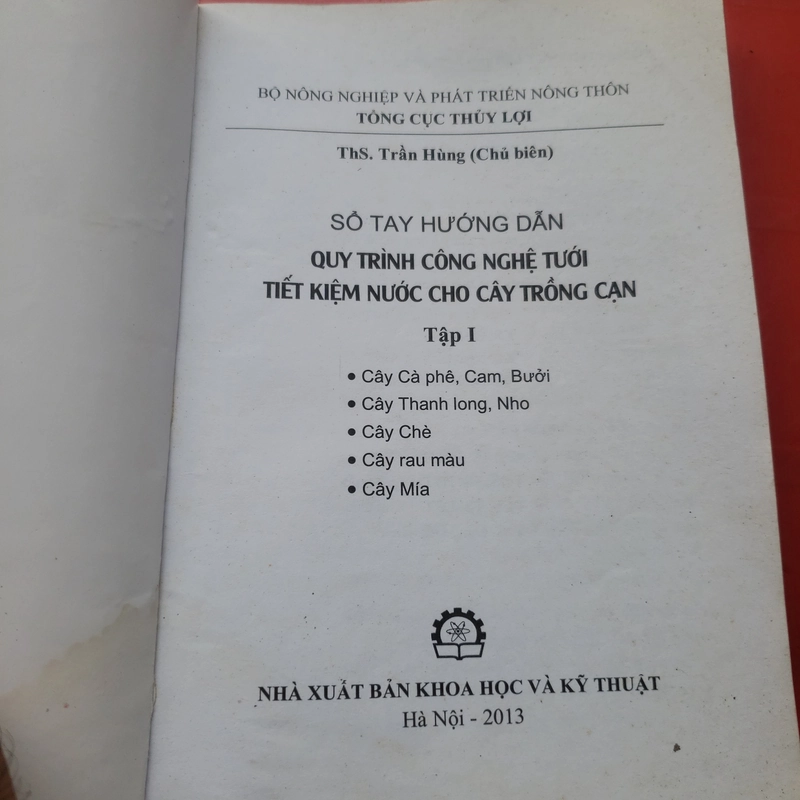 BỘ NÔNG NGHIỆP VÀ PHÁT TRIỂN NÔNG THÔN
TỔNG CỤC THỦY LỢI
ThS. Trần Hùng (Chủ biên)
SỔ TAY HƯỚNG DẪN
QUY TRÌNH CÔNG NGHỆ TƯỚI
TIẾT KIỆM NƯỚC CHO CÂY TRỒNG CẠN
Tập I
• Cây Cà phê, Cam, Bưởi
• Cây Thanh long, Nho
• Cây Chè
• Cây rau màu
• Cây Mía
NHÀ XUẤT BẢN KHOA HỌC VÀ KỸ THUẬT
Hà Nội - 2013